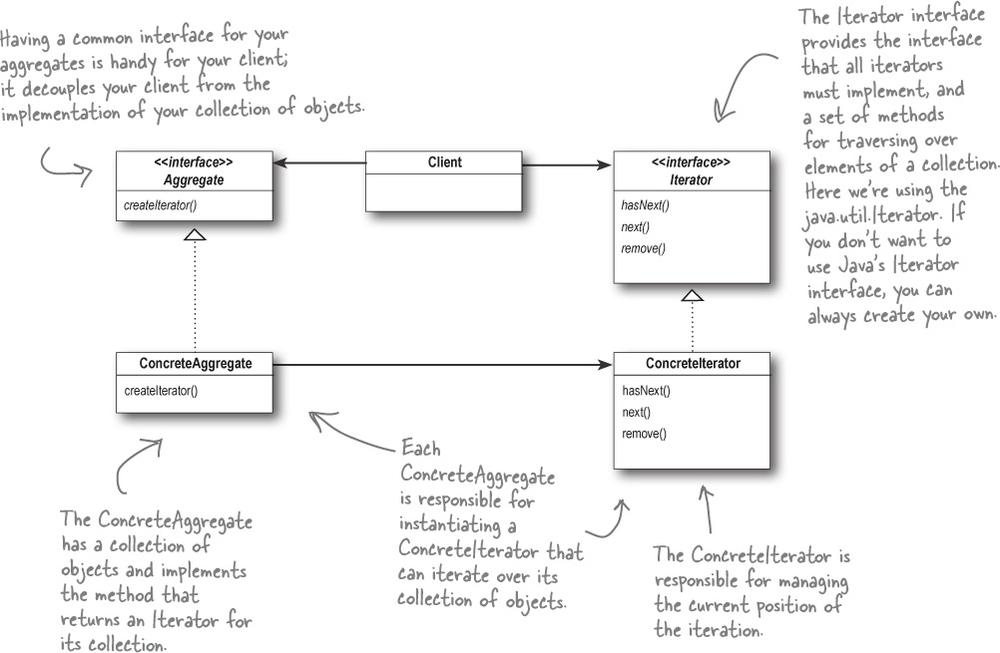 Having a common interface for your
aggregates is handy for your client;
it decouples your client from the
implementation of your collection of objects.
The Iterator interface
provides the interface
that all iterators
must implement, and
a set of methods
for traversing over
elements of a collection.
Here we're using the
java.util.Iterator. If
you don't want to
use Java's Iterator
interface, you can
always create your own.
<<interface>>
Aggregate
createIterator()
Client
<<interface>>
Iterator
hasNext()
next()
remove()
ConcreteAggregate
createIterator()
ConcreteIterator
hasNext()
next()
remove()
The ConcreteAggregate
has a collection of
objects and implements
the method that
returns an Iterator for
its collection.
Each
ConcreteAggregate
is responsible for
instantiating a
ConcreteIterator that
can iterate over its
collection of objects.
The ConcreteIterator is
responsible for managing
the current position of
the iteration.